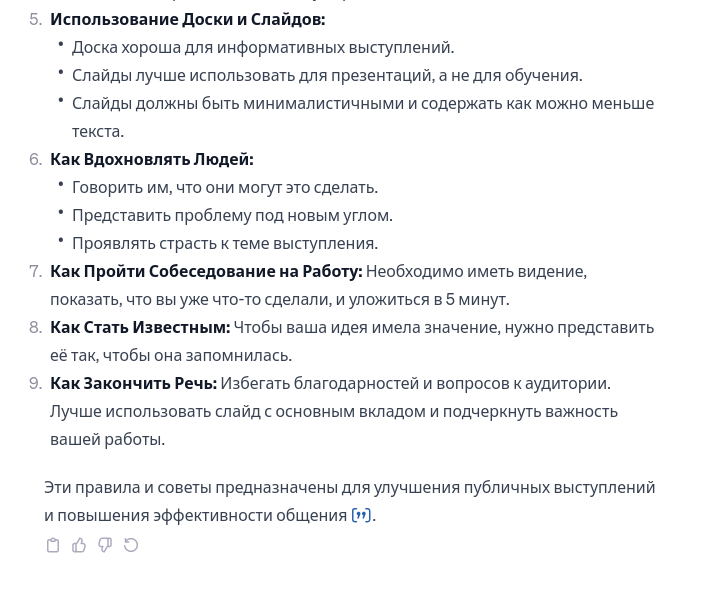 5. Использование Доски и Слайдов:
• Доска хороша для информативных выступлений.
• Слайды лучше использовать для презентаций, а не для обучения.
• Слайды должны быть минималистичными и содержать как можно меньше
текста.
6. Как Вдохновлять Людей:
• Говорить им, что они могут это сделать.
• Представить проблему под новым углом.
• Проявлять страсть к теме выступления.
7. Как Пройти Собеседование на Работу: Необходимо иметь видение,
показать, что вы уже что-то сделали, и уложиться в 5 минут.
8. Как Стать Известным: Чтобы ваша идея имела значение, нужно представить
её так, чтобы она запомнилась.
9. Как Закончить Речь: Избегать благодарностей и вопросов к аудитории.
Лучше использовать слайд с основным вкладом и подчеркнуть важность
вашей работы.
Эти правила и советы предназначены для улучшения публичных выступлений
и повышения эффективности общения [❜❜].